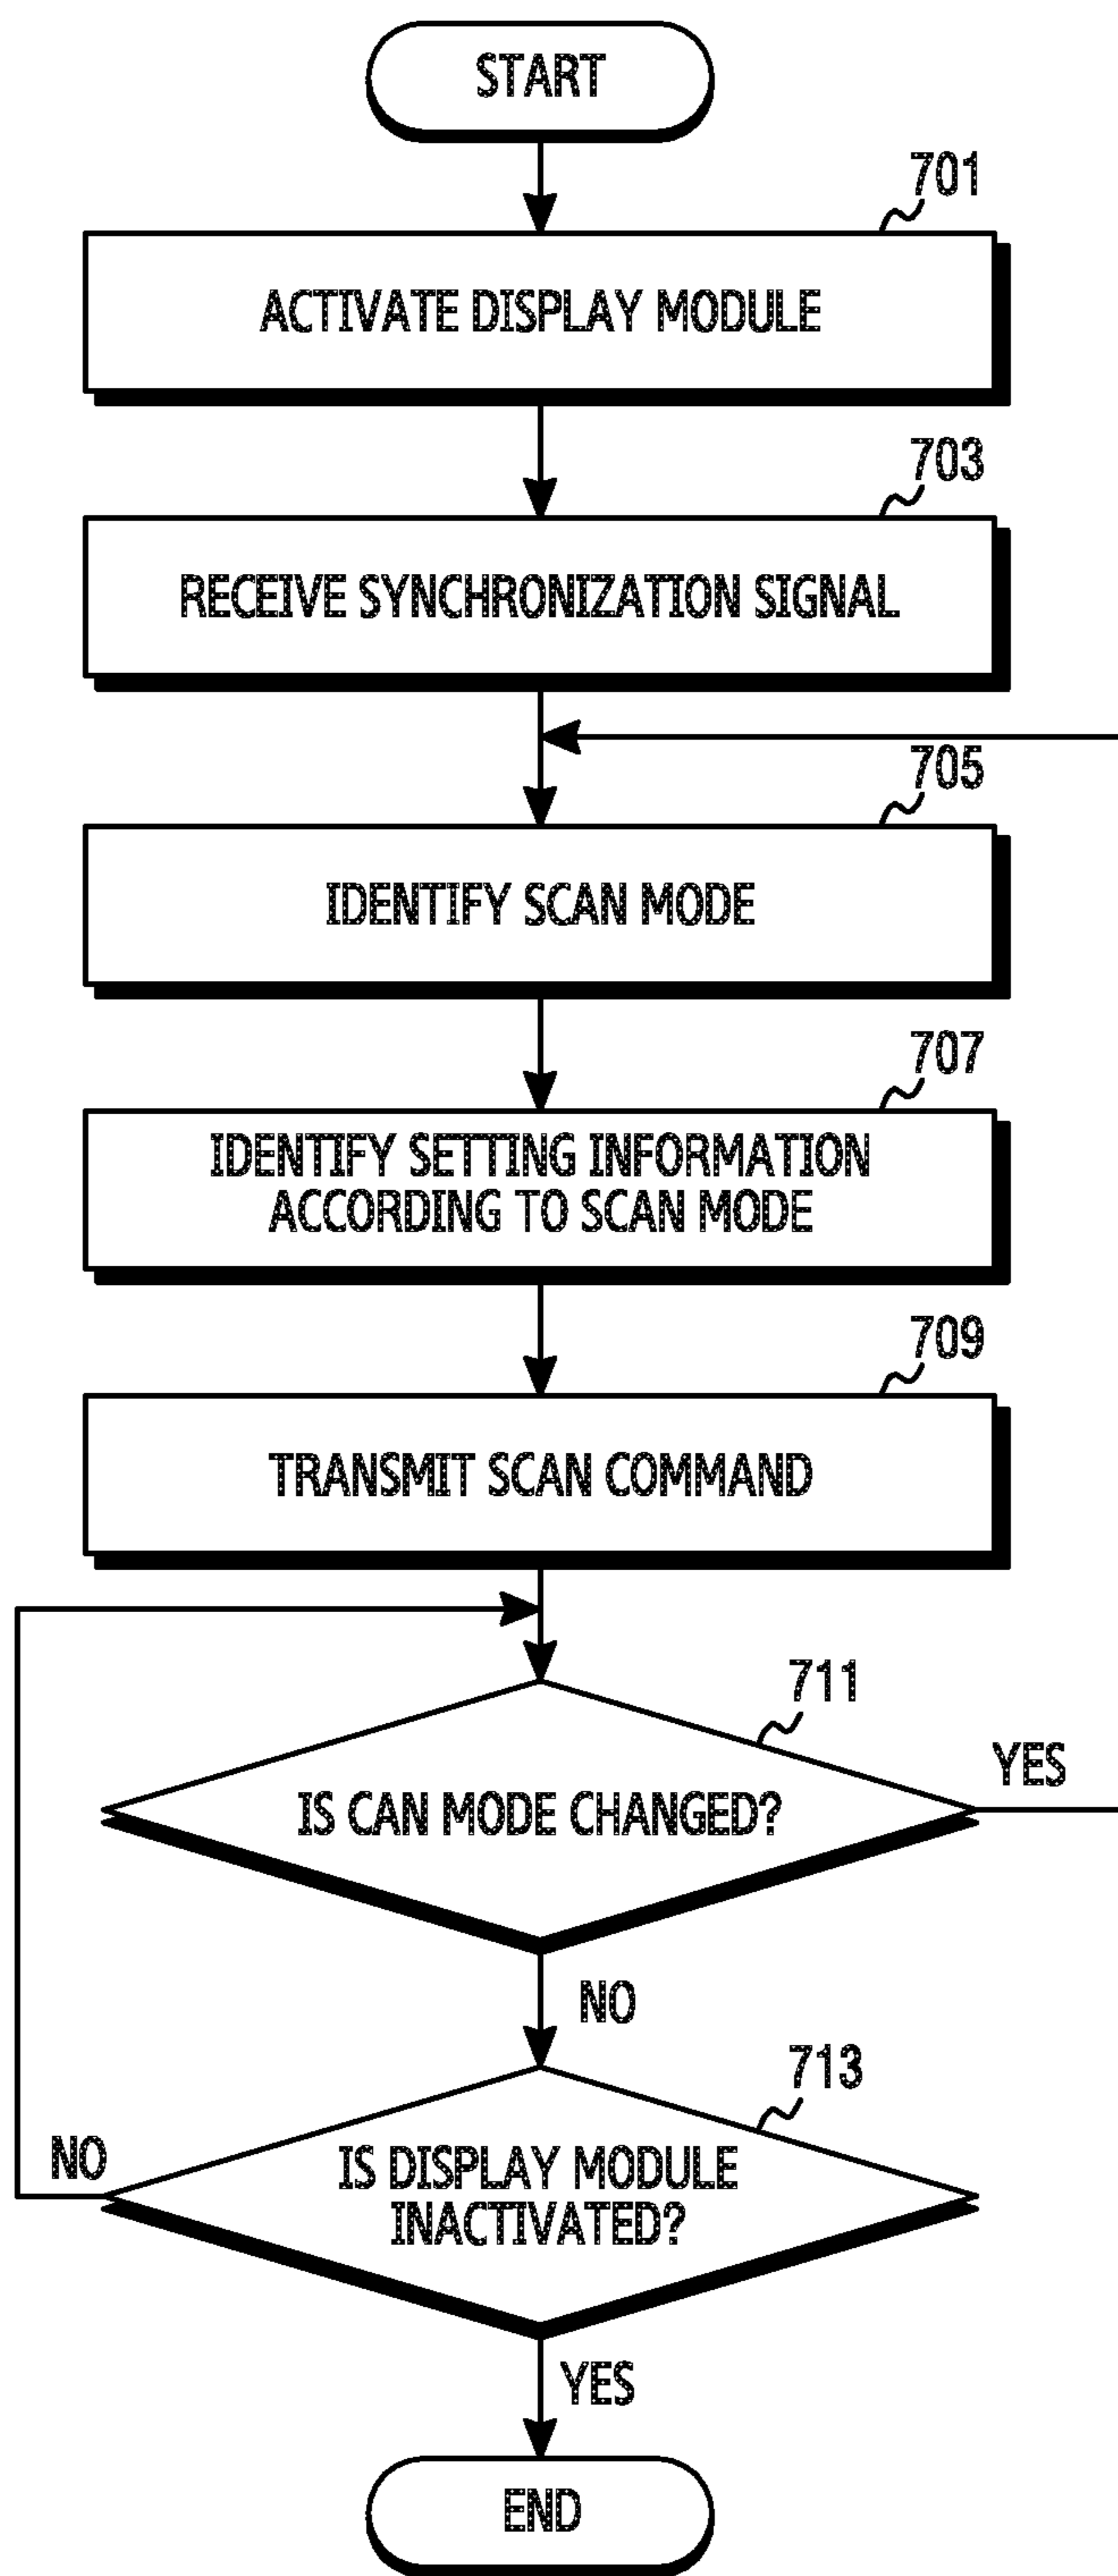 START
701
ACTIVATE DISPLAY MODULE
703
RECEIVE SYNCHRONIZATION SIGNAL
705
IDENTIFY SCAN MODE
707
IDENTIFY SETTING INFORMATION
ACCORDING TO SCAN MODE
709
TRANSMIT SCAN COMMAND
711
YES
IS CAN MODE CHANGED?
NO
713
NO
IS DISPLAY MODULE
INACTIVATED?
YES
END